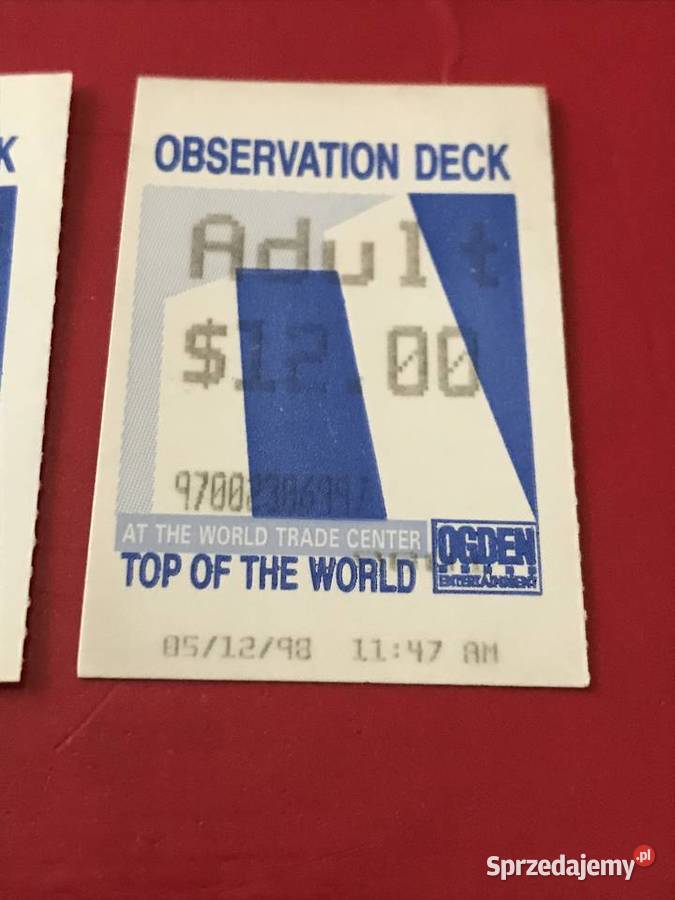 K
OBSERVATION DECK
Adult
$12.00
AT THE WORLD TRADE CENTER
OGDEN
ENTERTAINMENT
TOP OF THE WORLD
05/12/98 11:47 AM
Sprzedajemy.pl